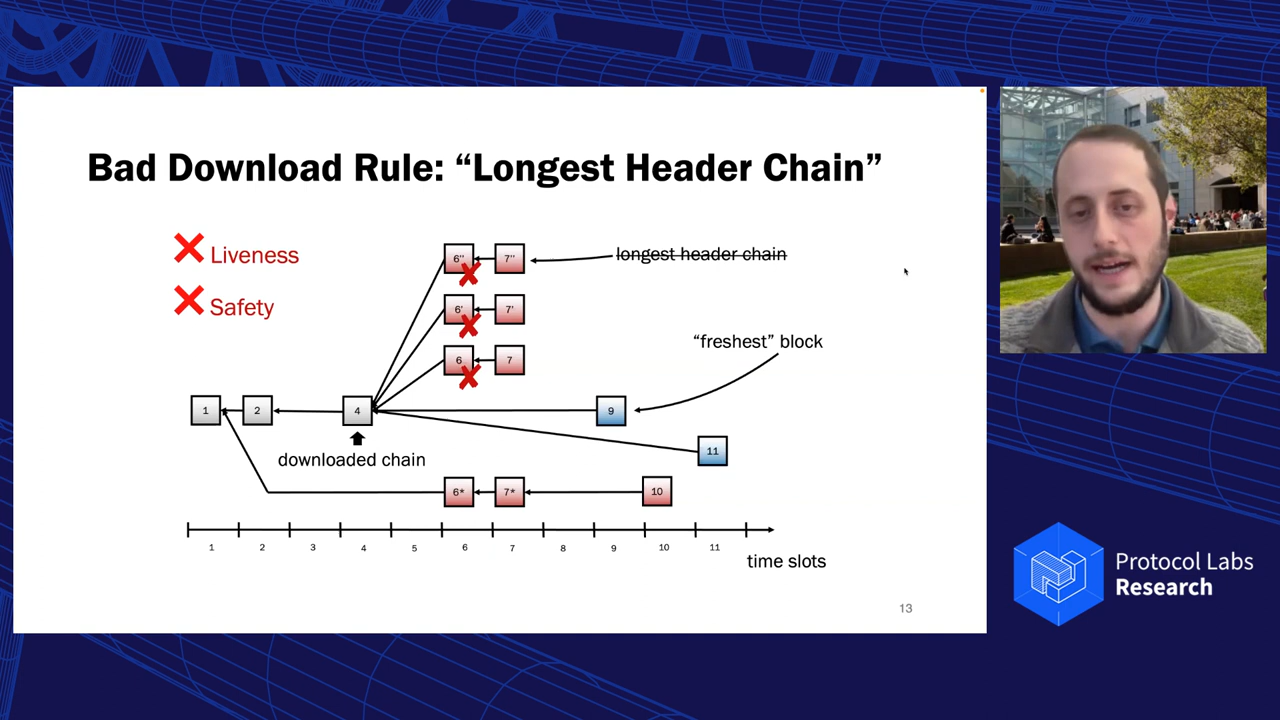 Bad Download Rule: “Longest Header Chain”
Liveness
Safety
6'' 7''
longest header chain
6' 7'
“freshest” block
6 7
1 2 4 9
11
downloaded chain
6* 7* 10
1 2 3 4 5 6 7 8 9 10 11
time slots
13
Protocol Labs
Research